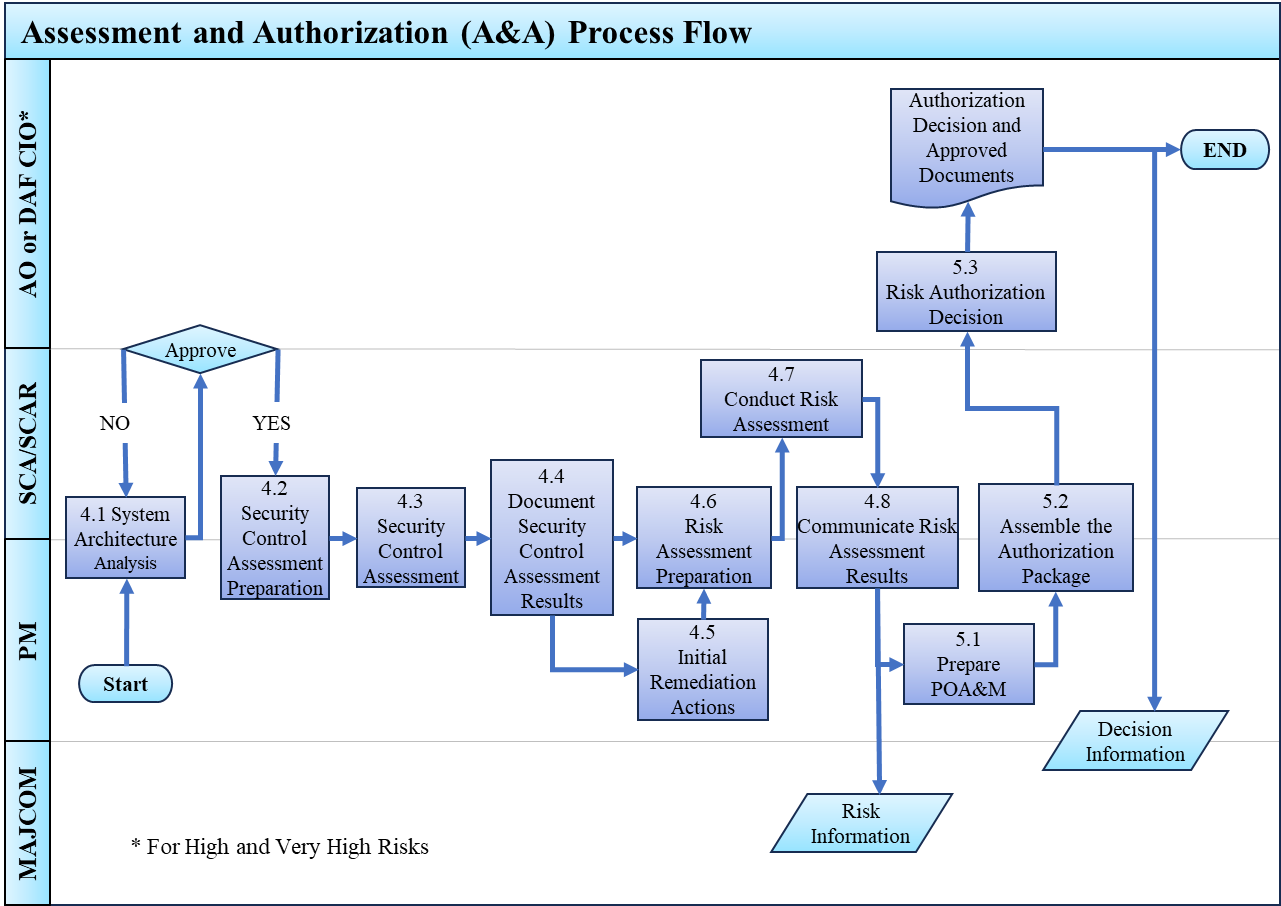 Assessment and Authorization (A&A) Process Flow
AO or DAF CIO*
Authorization
Decision and
Approved
Documents
END
5.3
Risk Authorization
Decision
Approve
SCA/SCAR
NO
YES
4.1 System
Architecture
Analysis
4.2
Security
Control
Assessment
Preparation
4.3
Security
Control
Assessment
4.4
Document
Security
Control
Assessment
Results
4.6
Risk
Assessment
Preparation
4.7
Conduct Risk
Assessment
4.8
Communicate Risk
Assessment
Results
5.2
Assemble the
Authorization
Package
PM
Start
4.5
Initial
Remediation
Actions
5.1
Prepare
POA&M
Decision
Information
MAJCOM
Risk
Information
* For High and Very High Risks